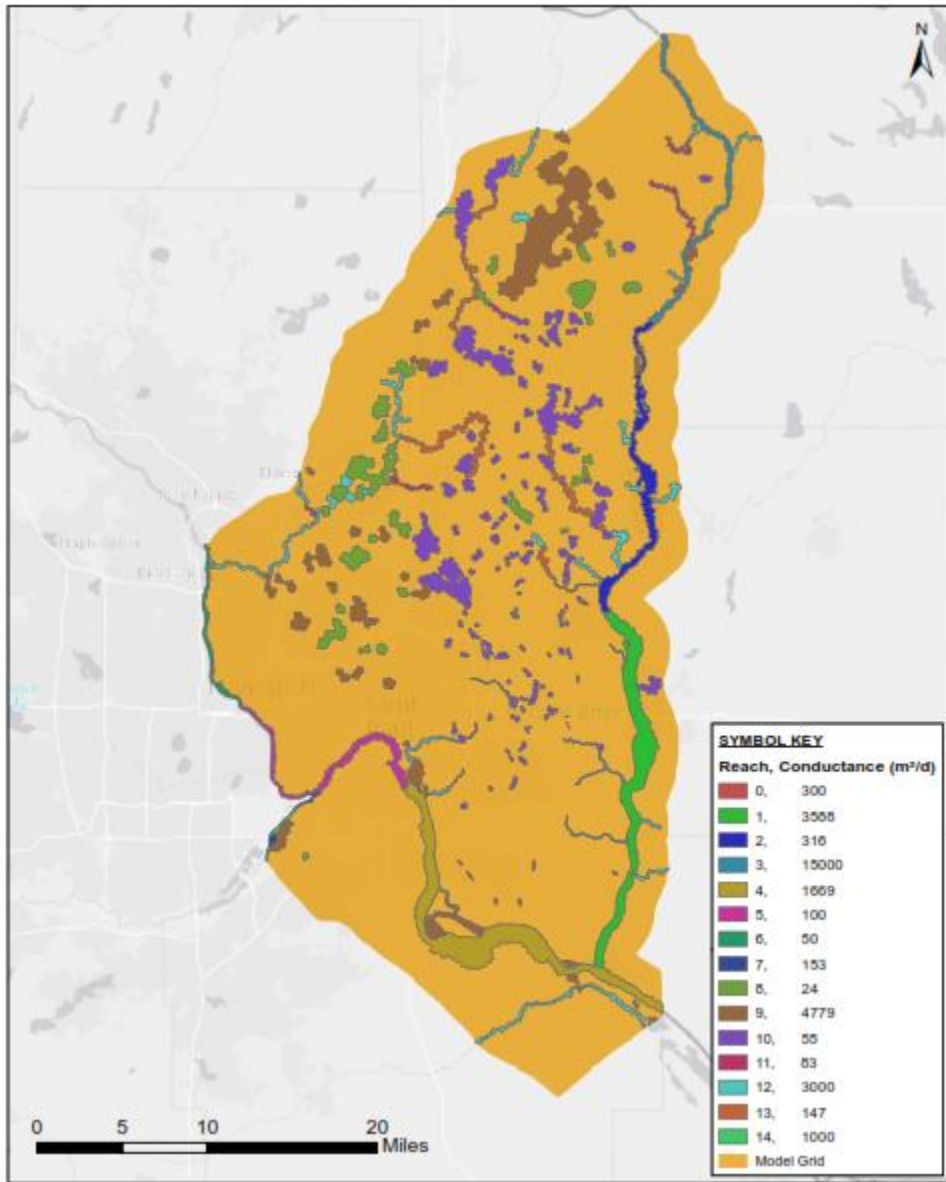 N
SYMBOL KEY
Reach, Conductance (m²/d)
0, 300
1, 3588
2, 316
3, 15000
4, 1669
5, 100
6, 50
7, 153
8, 24
9, 4779
10, 55
11, 83
12, 3000
13, 147
14, 1000
Model Grid
0 5 10 20
Miles